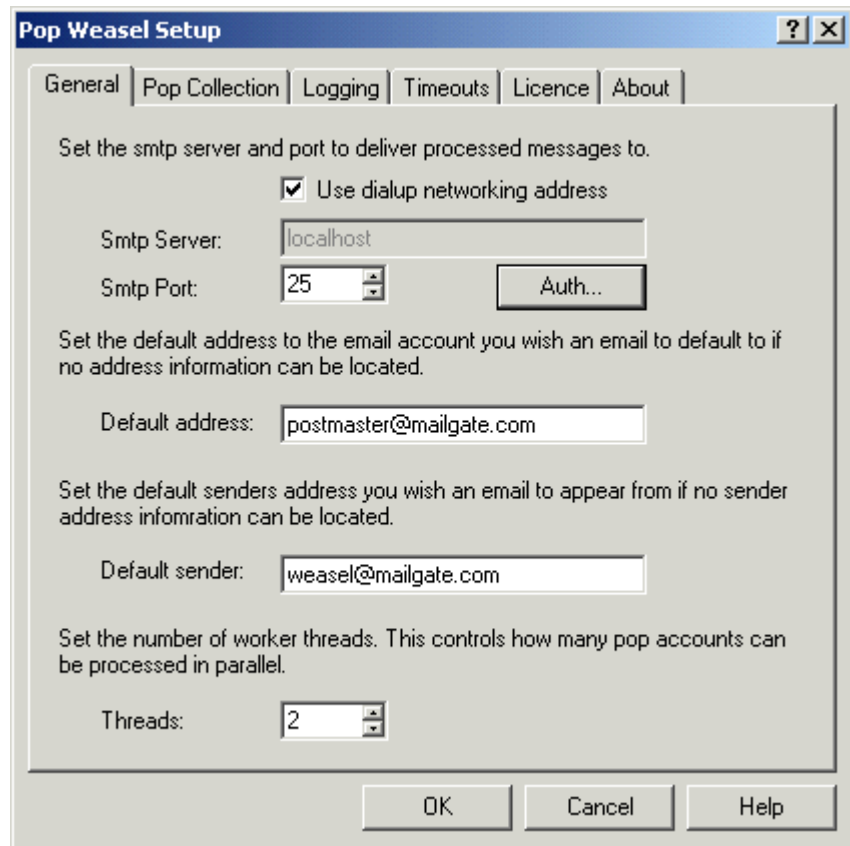 Pop Weasel Setup
General Pop Collection Logging Timeouts Licence About
Set the smtp server and port to deliver processed messages to.
Use dialup networking address
Smtp Server: localhost
Smtp Port: 25 Auth...
Set the default address to the email account you wish an email to default to if
no address information can be located.
Default address: postmaster@mailgate.com
Set the default senders address you wish an email to appear from if no sender
address infomration can be located.
Default sender: weasel@mailgate.com
Set the number of worker threads. This controls how many pop accounts can
be processed in parallel.
Threads: 2
OK Cancel Help